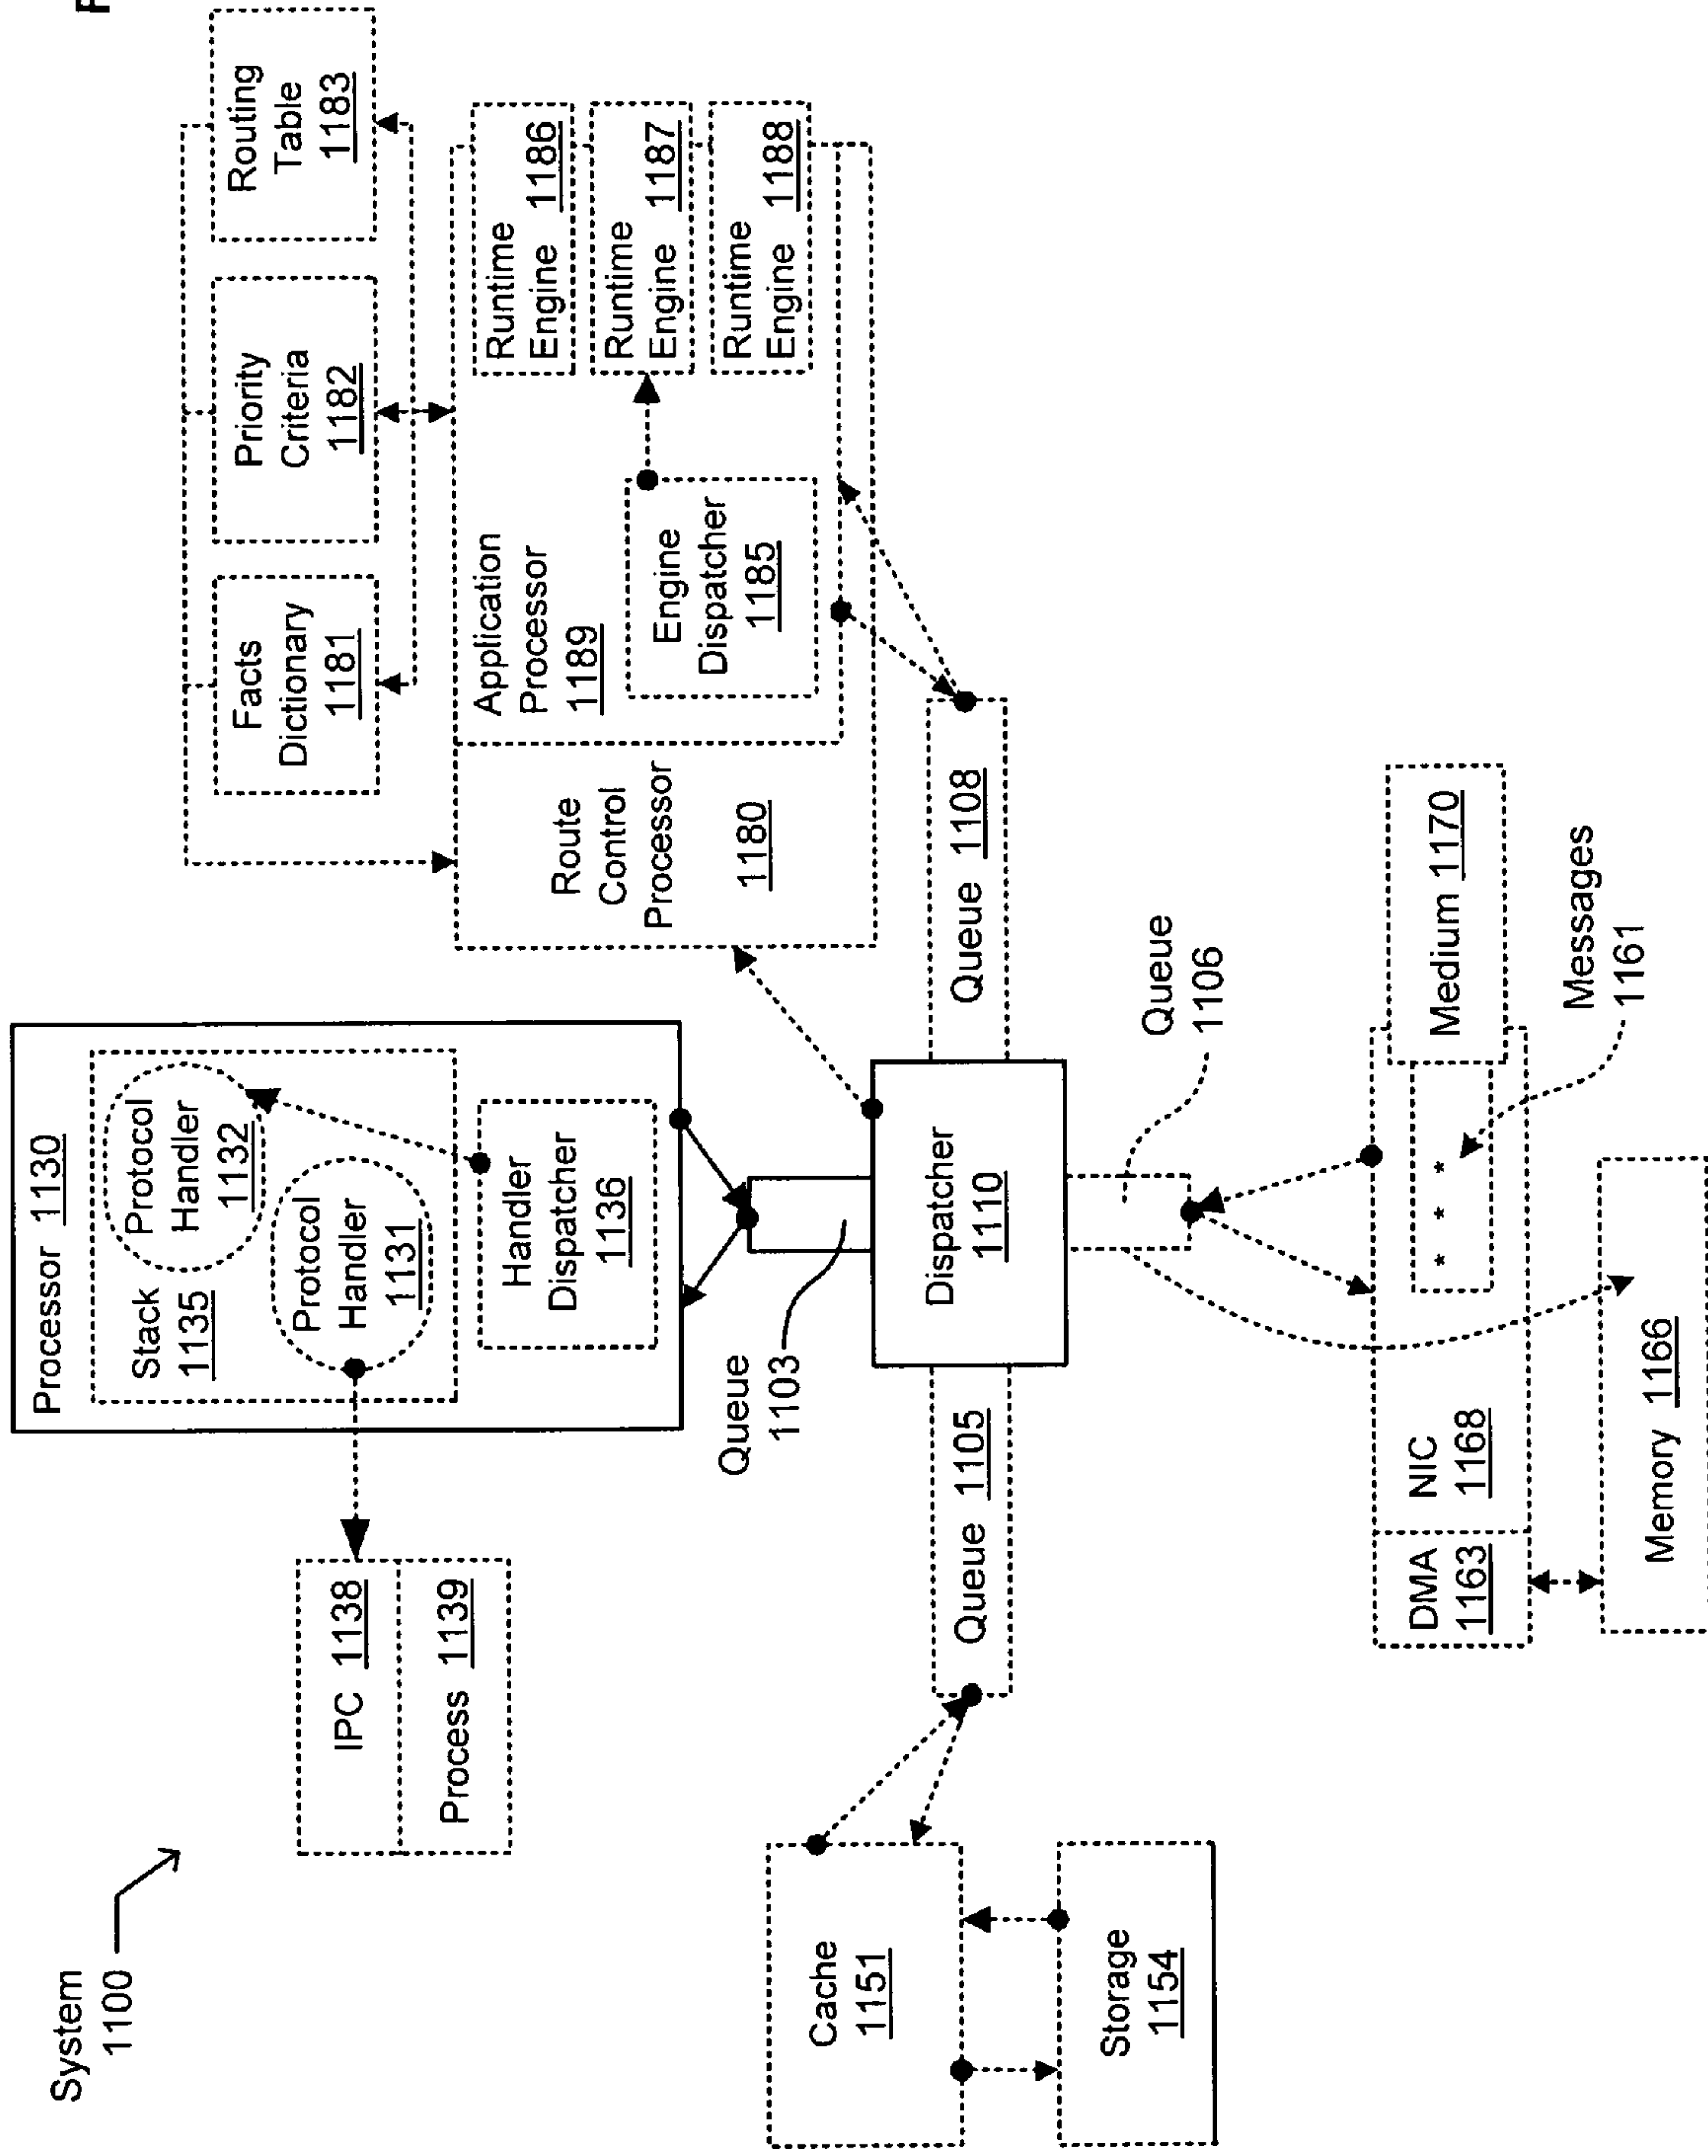 System
1100
Processor 1130
Stack
1135
Protocol
Handler
1132
Protocol
Handler
1131
Handler
Dispatcher
1136
IPC 1138
Process 1139
Facts
Dictionary
1181
Priority
Criteria
1182
Routing
Table
1183
Route
Control
Processor
1180
Application
Processor
1189
Engine
Dispatcher
1185
Runtime
Engine 1186
Runtime
Engine 1187
Runtime
Engine 1188
Queue
1103
Cache
1151
Storage
1154
Queue 1105
Dispatcher
1110
Queue 1108
Queue
1106
DMA
1163
NIC
1168
* * *
Medium 1170
Messages
1161
Memory 1166